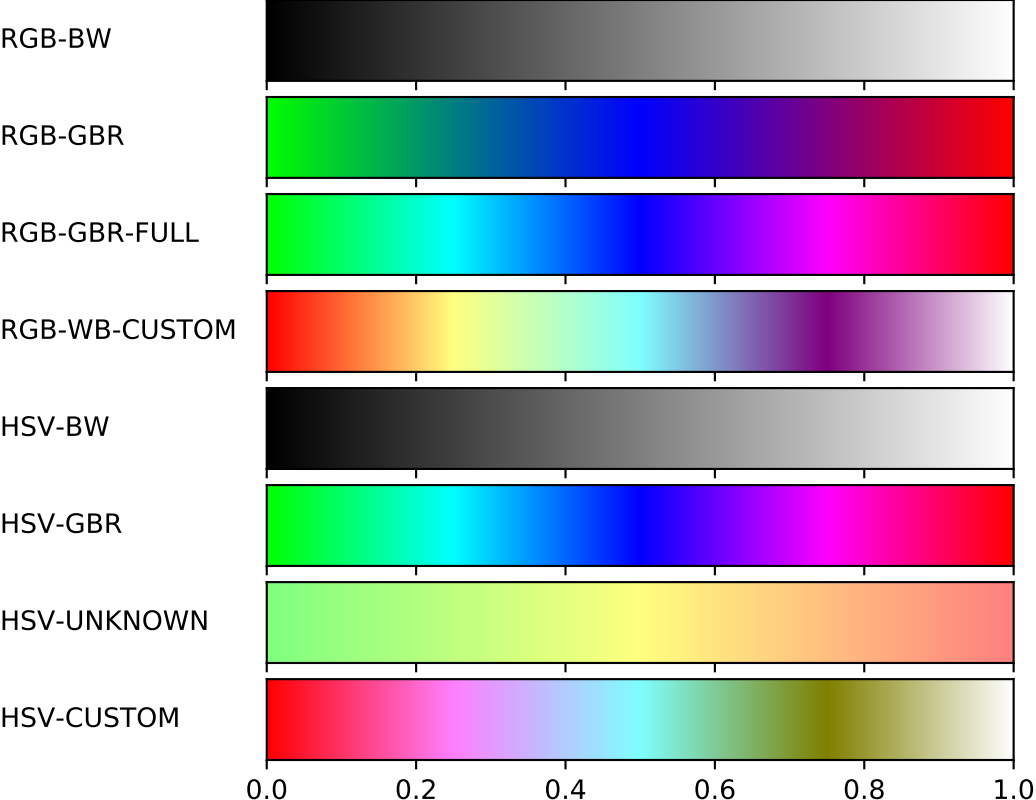 RGB-BW
RGB-GBR
RGB-GBR-FULL
RGB-WB-CUSTOM
HSV-BW
HSV-GBR
HSV-UNKNOWN
HSV-CUSTOM
0.0 0.2 0.4 0.6 0.8 1.0